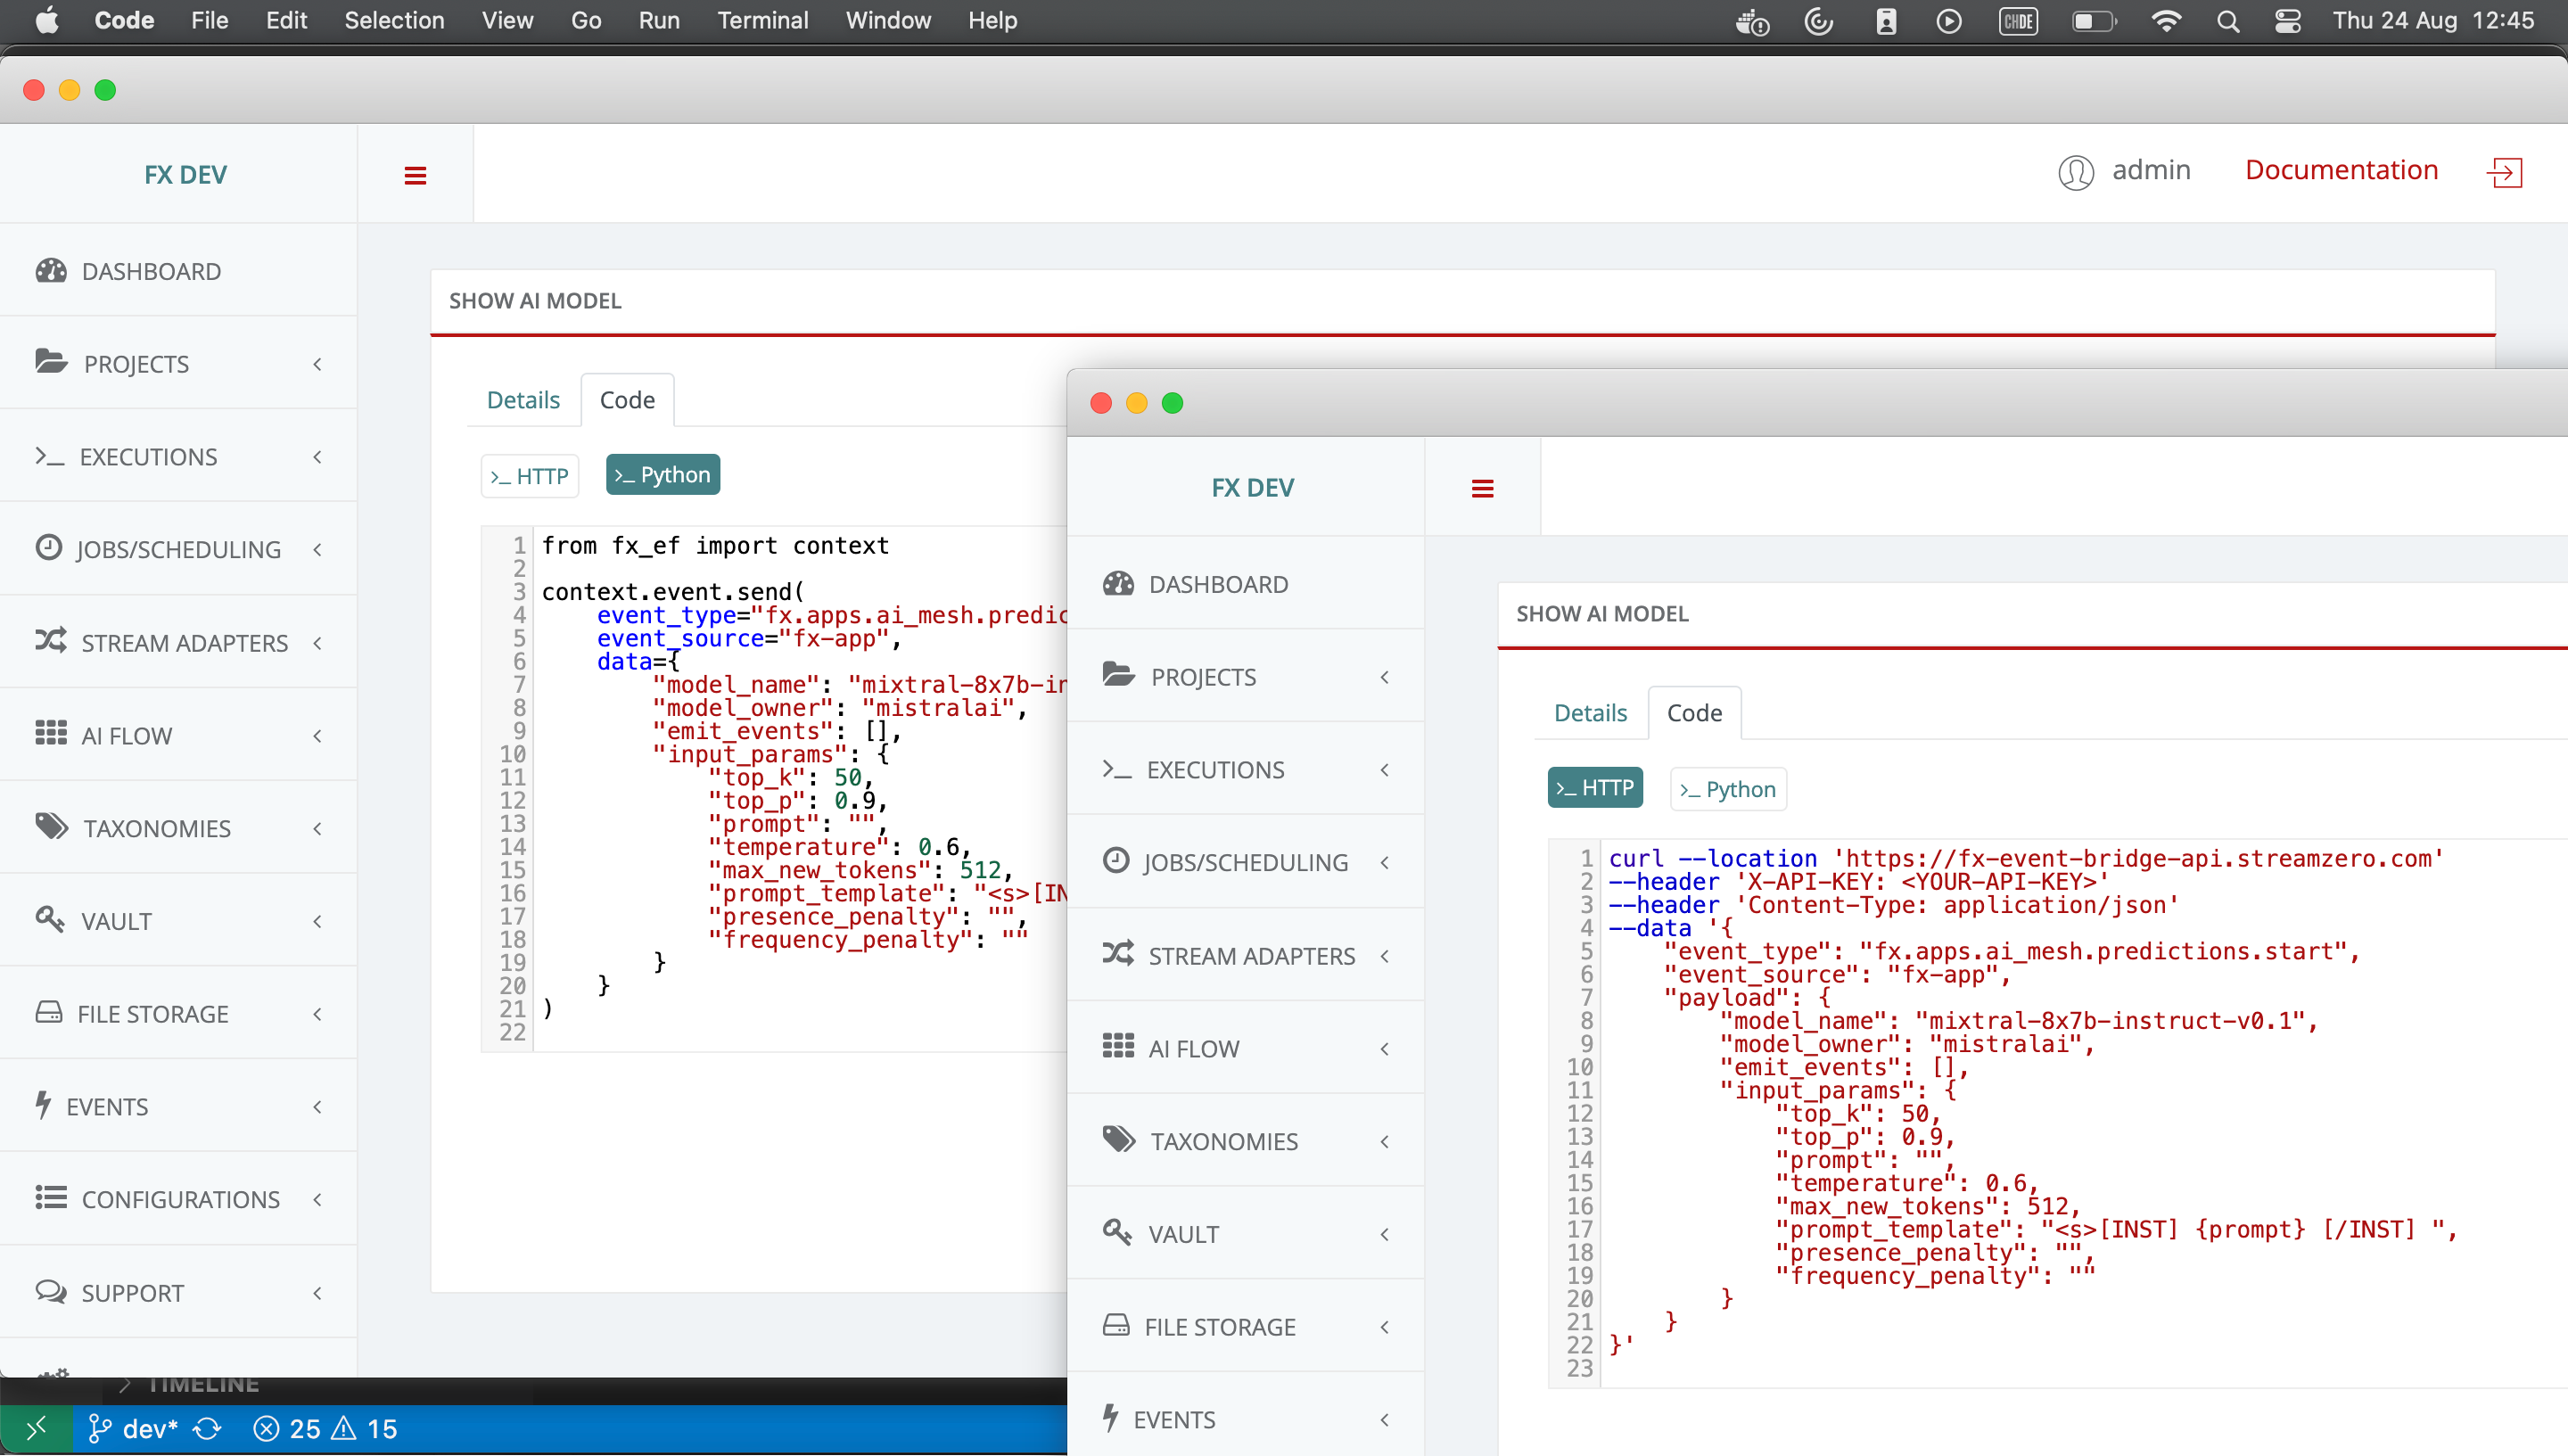 Code File Edit Selection View Go Run Terminal Window Help CHDE Thu 24 Aug 12:45
FX DEV
admin Documentation
DASHBOARD
PROJECTS
EXECUTIONS
JOBS/SCHEDULING
STREAM ADAPTERS
AI FLOW
TAXONOMIES
VAULT
FILE STORAGE
EVENTS
CONFIGURATIONS
SUPPORT
SHOW AI MODEL
Details Code
>_ HTTP >_ Python
1 from fx_ef import context
2
3 context.event.send(
4     event_type="fx.apps.ai_mesh.predic
5     event_source="fx-app",
6     data={
7         "model_name": "mixtral-8x7b-in
8         "model_owner": "mistralai",
9         "emit_events": [],
10         "input_params": {
11             "top_k": 50,
12             "top_p": 0.9,
13             "prompt": "",
14             "temperature": 0.6,
15             "max_new_tokens": 512,
16             "prompt_template": "<s>[IN
17             "presence_penalty": "",
18             "frequency_penalty": ""
19         }
20     }
21 )
22
TIMELINE
dev* 25 15
FX DEV
DASHBOARD
PROJECTS
EXECUTIONS
JOBS/SCHEDULING
STREAM ADAPTERS
AI FLOW
TAXONOMIES
VAULT
FILE STORAGE
EVENTS
SHOW AI MODEL
Details Code
>_ HTTP >_ Python
1 curl --location 'https://fx-event-bridge-api.streamzero.com'
2 --header 'X-API-KEY: <YOUR-API-KEY>'
3 --header 'Content-Type: application/json'
4 --data '{
5     "event_type": "fx.apps.ai_mesh.predictions.start",
6     "event_source": "fx-app",
7     "payload": {
8         "model_name": "mixtral-8x7b-instruct-v0.1",
9         "model_owner": "mistralai",
10         "emit_events": [],
11         "input_params": {
12             "top_k": 50,
13             "top_p": 0.9,
14             "prompt": "",
15             "temperature": 0.6,
16             "max_new_tokens": 512,
17             "prompt_template": "<s>[INST] {prompt} [/INST] ",
18             "presence_penalty": "",
19             "frequency_penalty": ""
20         }
21     }
22 }'
23